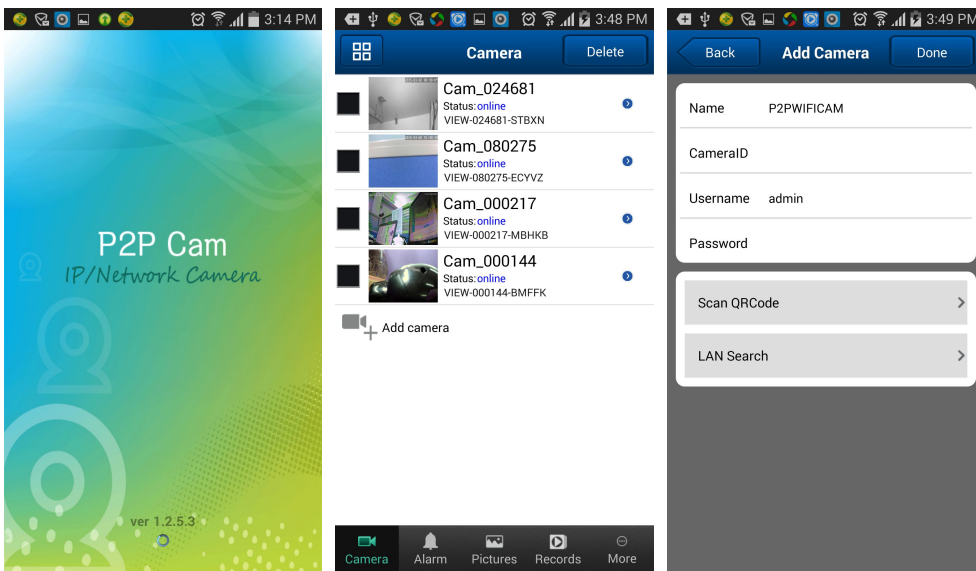 3:14 PM
P2P Cam
IP/Network Camera
ver 1.2.5.3
3:48 PM
Camera
Delete
Cam_024681
Status:online
VIEW-024681-STBXN
Cam_080275
Status:online
VIEW-080275-ECYVZ
Cam_000217
Status:online
VIEW-000217-MBHKB
Cam_000144
Status:online
VIEW-000144-BMFFK
Add camera
Camera Alarm Pictures Records More
3:49 PM
Back Add Camera Done
Name P2PWIFICAM
CameraID
Username admin
Password
Scan QRCode
LAN Search